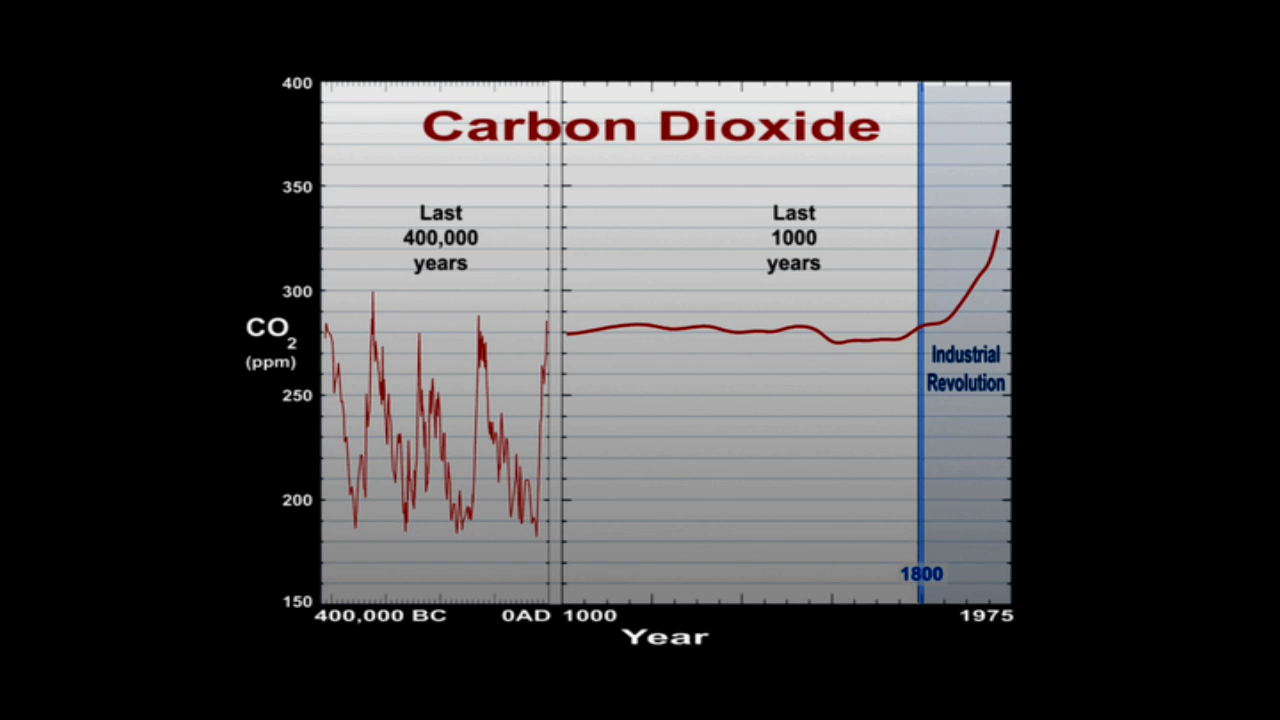 Carbon Dioxide
400
350
300
250
200
150
CO2
(ppm)
Last
400,000
years
Last
1000
years
Industrial
Revolution
1800
400,000 BC
0AD
1000
1975
Year